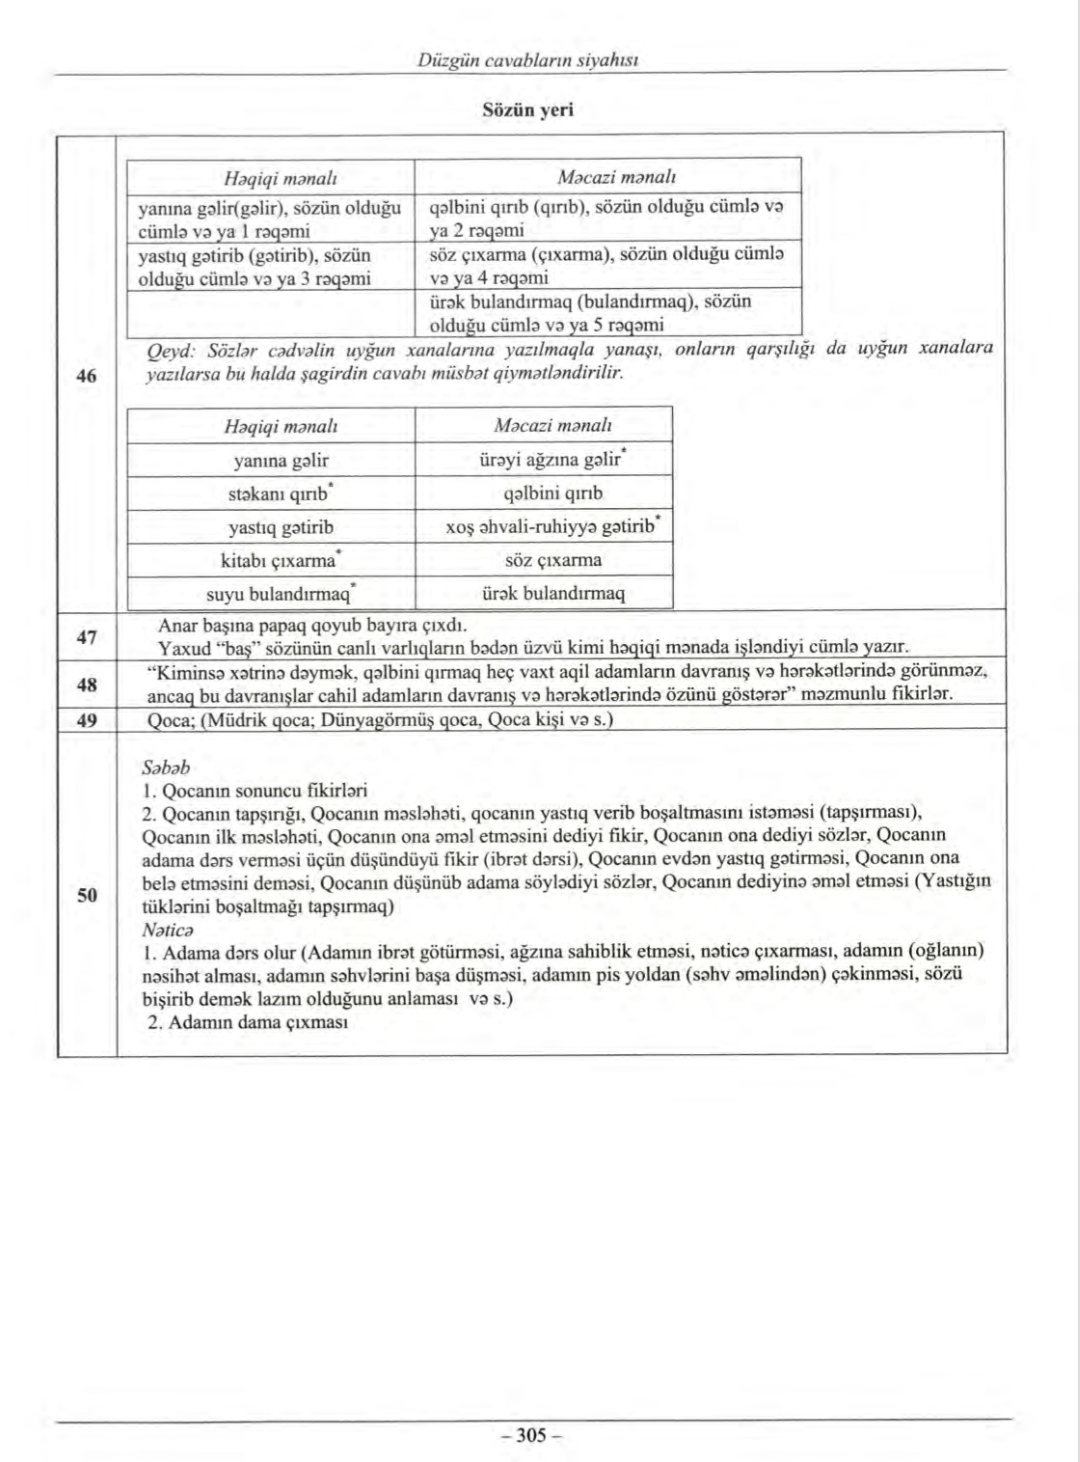 Düzgün cavabların siyahısı
Sözün yeri
46
Həqiqi mənalı
Məcazi mənalı
yanına gəlir(gəlir), sözün olduğu
cümlə və ya 1 rəqəmi
qəlbini qırıb (qırıb), sözün olduğu cümlə və
ya 2 rəqəmi
yastıq gətirib (gətirib), sözün
olduğu cümlə və ya 3 rəqəmi
söz çıxarma (çıxarma), sözün olduğu cümlə
və ya 4 rəqəmi
ürək bulandırmaq (bulandırmaq), sözün
olduğu cümlə və ya 5 rəqəmi
Qeyd: Sözlər cədvəlin uyğun xanalarına yazılmaqla yanaşı, onların qarşılığı da uyğun xanalara
yazılarsa bu halda şagirdin cavabı müsbət qiymətləndirilir.
Həqiqi mənalı
Məcazi mənalı
yanına gəlir
ürəyi ağzına gəlir*
stəkanı qırıb*
qəlbini qırıb
yastıq gətirib
xoş əhvali-ruhiyyə gətirib*
kitabı çıxarma*
söz çıxarma
suyu bulandırmaq*
ürək bulandırmaq
47
Anar başına papaq qoyub bayıra çıxdı.
Yaxud “baş” sözünün canlı varlıqların bədən üzvü kimi həqiqi mənada işləndiyi cümlə yazır.
48
“Kiminsə xətrinə dəymək, qəlbini qırmaq heç vaxt aqil adamların davranış və hərəkətlərində görünməz,
ancaq bu davranışlar cahil adamların davranış və hərəkətlərində özünü göstərər” məzmunlu fikirlər.
49
Qoca; (Müdrik qoca; Dünyagörmüş qoca, Qoca kişi və s.)
50
Səbəb
1. Qocanın sonuncu fikirləri
2. Qocanın tapşırığı, Qocanın məsləhəti, qocanın yastıq verib boşaltmasını istəməsi (tapşırması),
Qocanın ilk məsləhəti, Qocanın ona əməl etməsini dediyi fikir, Qocanın ona dediyi sözlər, Qocanın
adama dərs verməsi üçün düşündüyü fikir (ibrət dərsi), Qocanın evdən yastıq gətirməsi, Qocanın ona
belə etməsini deməsi, Qocanın düşünüb adama söylədiyi sözlər, Qocanın dediyinə əməl etməsi (Yastığın
tüklərini boşaltmağı tapşırmaq)
Nəticə
1. Adama dərs olur (Adamın ibrət götürməsi, ağzına sahiblik etməsi, nəticə çıxarması, adamın (oğlanın)
nəsihət alması, adamın səhvlərini başa düşməsi, adamın pis yoldan (səhv əməlindən) çəkinməsi, sözü
bişirib demək lazım olduğunu anlaması və s.)
2. Adamın dama çıxması
– 305 –